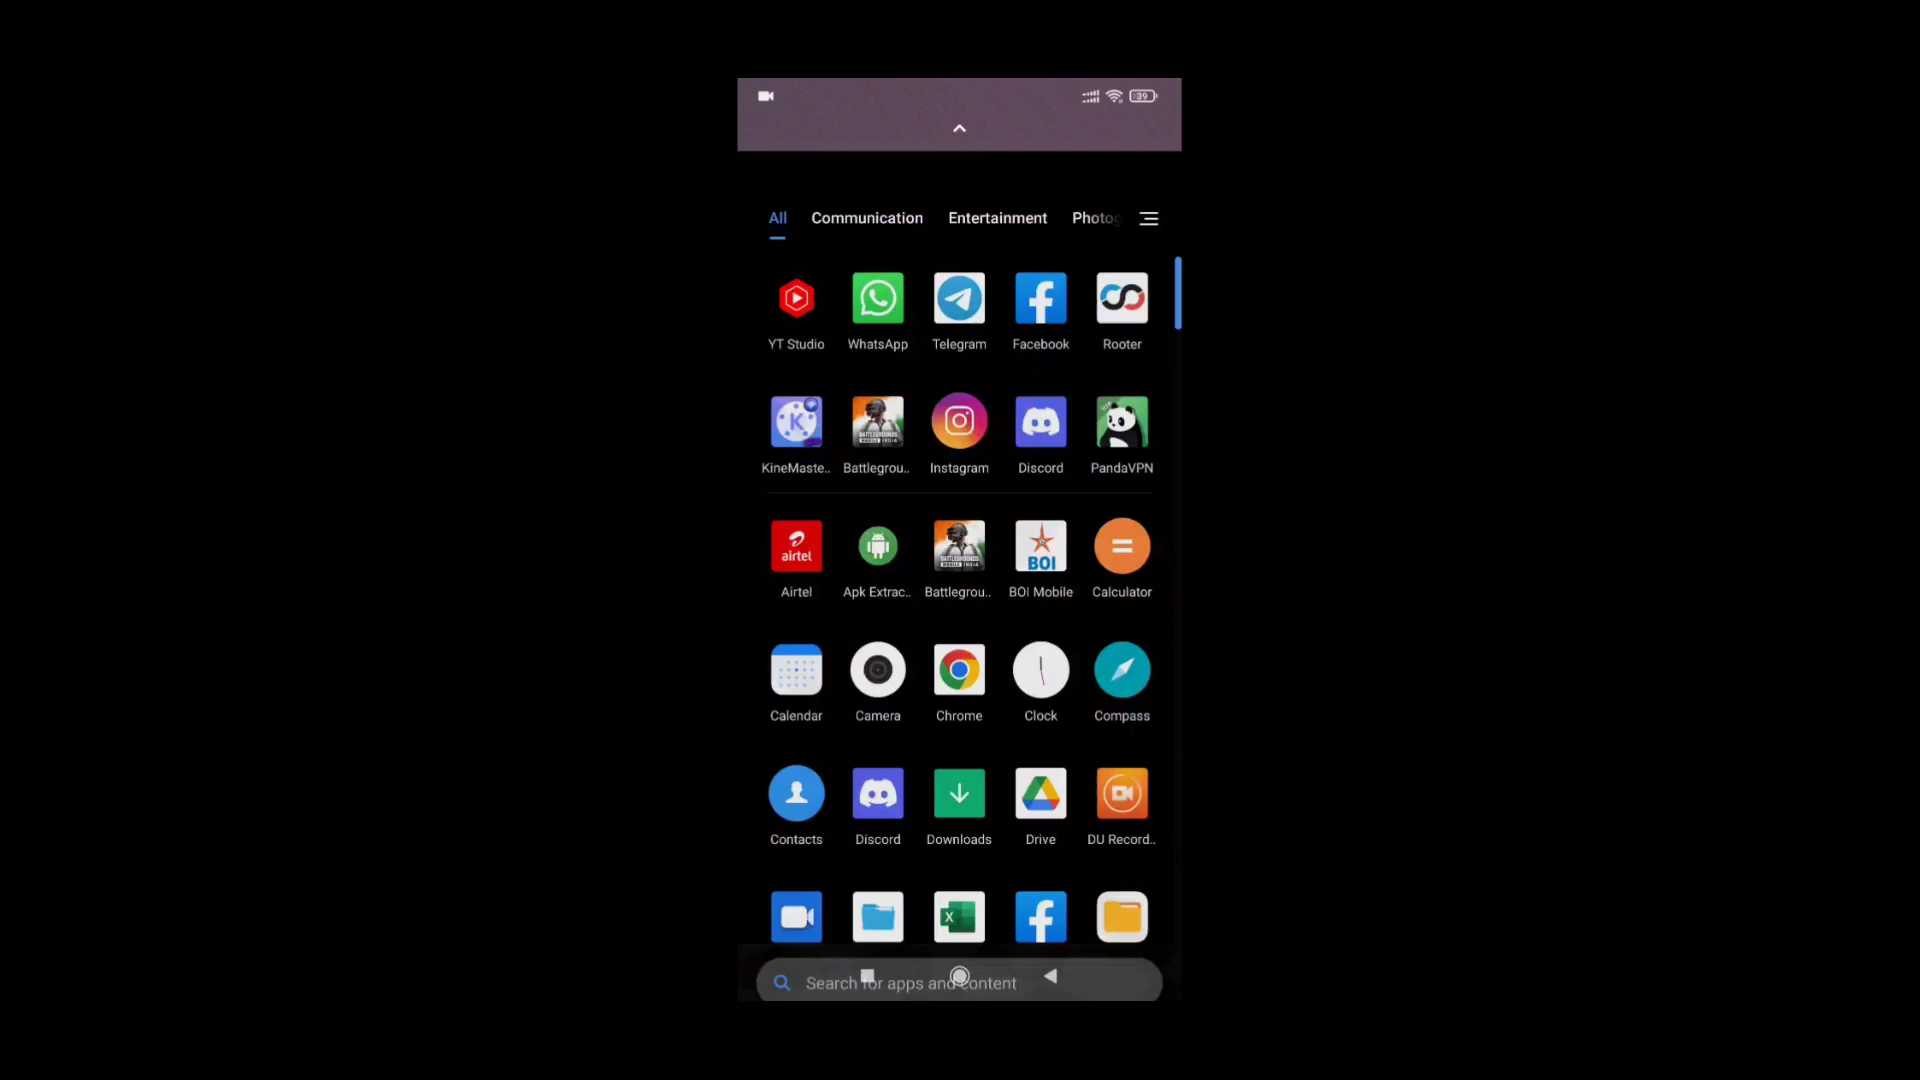 39
All Communication Entertainment Photog
YT Studio WhatsApp Telegram Facebook Rooter
KineMaste.. Battlegrou.. Instagram Discord PandaVPN
airtel BOI
Airtel Apk Extrac.. Battlegrou.. BOI Mobile Calculator
Calendar Camera Chrome Clock Compass
Contacts Discord Downloads Drive DU Record..
Search for apps and content